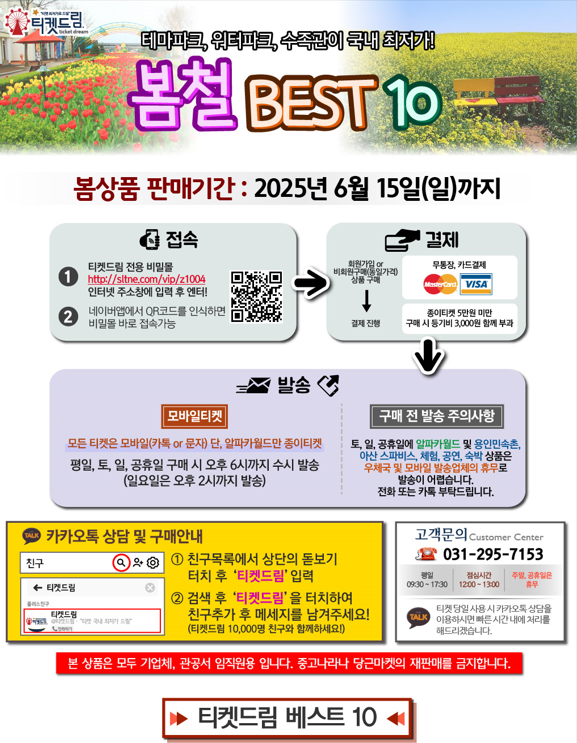 "티켓 최저가로 드림"
티켓드림
ticket dream
테마파크, 워터파크, 수족관이 국내 최저가!
봄철 BEST 10
봄상품 판매기간 : 2025년 6월 15일(일)까지
접속
1 티켓드림 전용 비밀몰
http://sltne.com/vip/z1004
인터넷 주소창에 입력 후 엔터!
2 네이버앱에서 QR코드를 인식하면
비밀몰 바로 접속가능
결제
회원가입 or
비회원구매(동일가격)
상품 구매
결제 진행
무통장, 카드결제
MasterCard VISA
종이티켓 5만원 미만
구매 시 등기비 3,000원 함께 부과
발송
모바일티켓
모든 티켓은 모바일(카톡 or 문자) 단, 알파카월드만 종이티켓
평일, 토, 일, 공휴일 구매 시 오후 6시까지 수시 발송
(일요일은 오후 2시까지 발송)
구매 전 발송 주의사항
토, 일, 공휴일에 알파카월드 및 용인민속촌,
아산 스파비스, 체험, 공연, 숙박 상품은
우체국 및 모바일 발송업체의 휴무로
발송이 어렵습니다.
전화 또는 카톡 부탁드립니다.
TALK 카카오톡 상담 및 구매안내
친구
티켓드림
플러스친구
티켓드림
① 친구목록에서 상단의 돋보기
터치 후 '티켓드림' 입력
② 검색 후 '티켓드림' 을 터치하여
친구추가 후 메세지를 남겨주세요!
(티켓드림 10,000명 친구와 함께하세요!)
고객문의 Customer Center
031-295-7153
평일 점심시간 주말, 공휴일은
09:30 ~ 17:30 12:00 ~ 13:00 휴무
TALK
티켓 당일 사용 시 카카오톡 상담을
이용하시면 빠른 시간 내에 처리를
해드리겠습니다.
본 상품은 모두 기업체, 관공서 임직원용 입니다. 중고나라나 당근마켓의 재판매를 금지합니다.
티켓드림 베스트 10